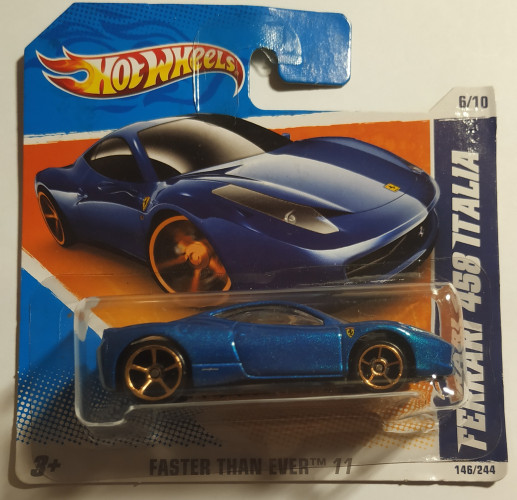 HOT WHEELS
6/10
FERRARI 458 ITALIA
3+
FASTER THAN EVER™ 11
146/244